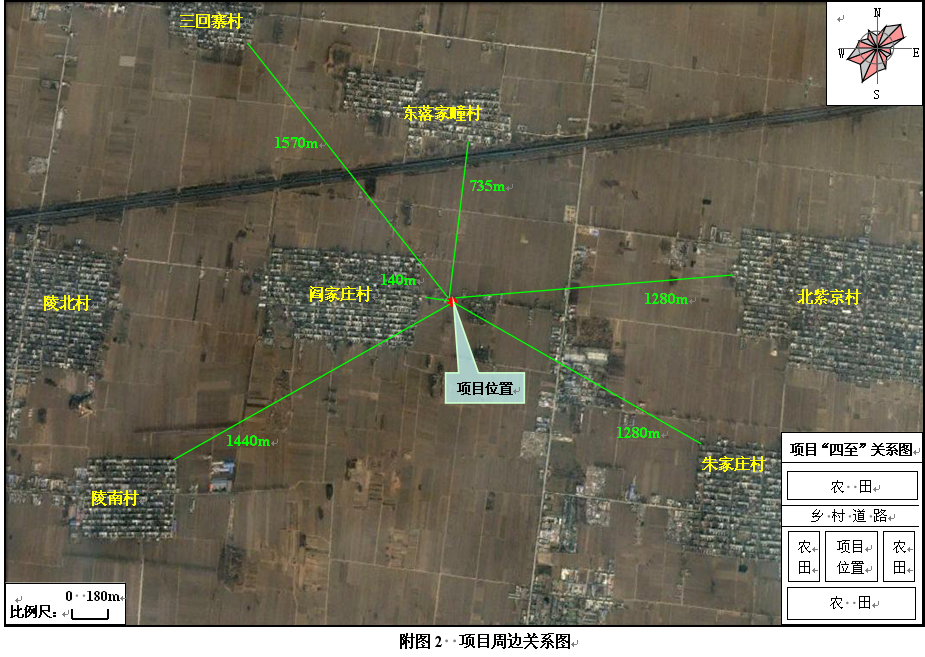 三回寨村
N
W
E
S
东落家疃村
1570m
735m
140m
闫家庄村
陵北村
1280m
北紫京村
项目位置
1440m
1280m
朱家庄村
陵南村
项目“四至”关系图
农 田
乡 村 道 路
农
田
项目
位置
农
田
农 田
0 180m
比例尺:
附图 2 项目周边关系图